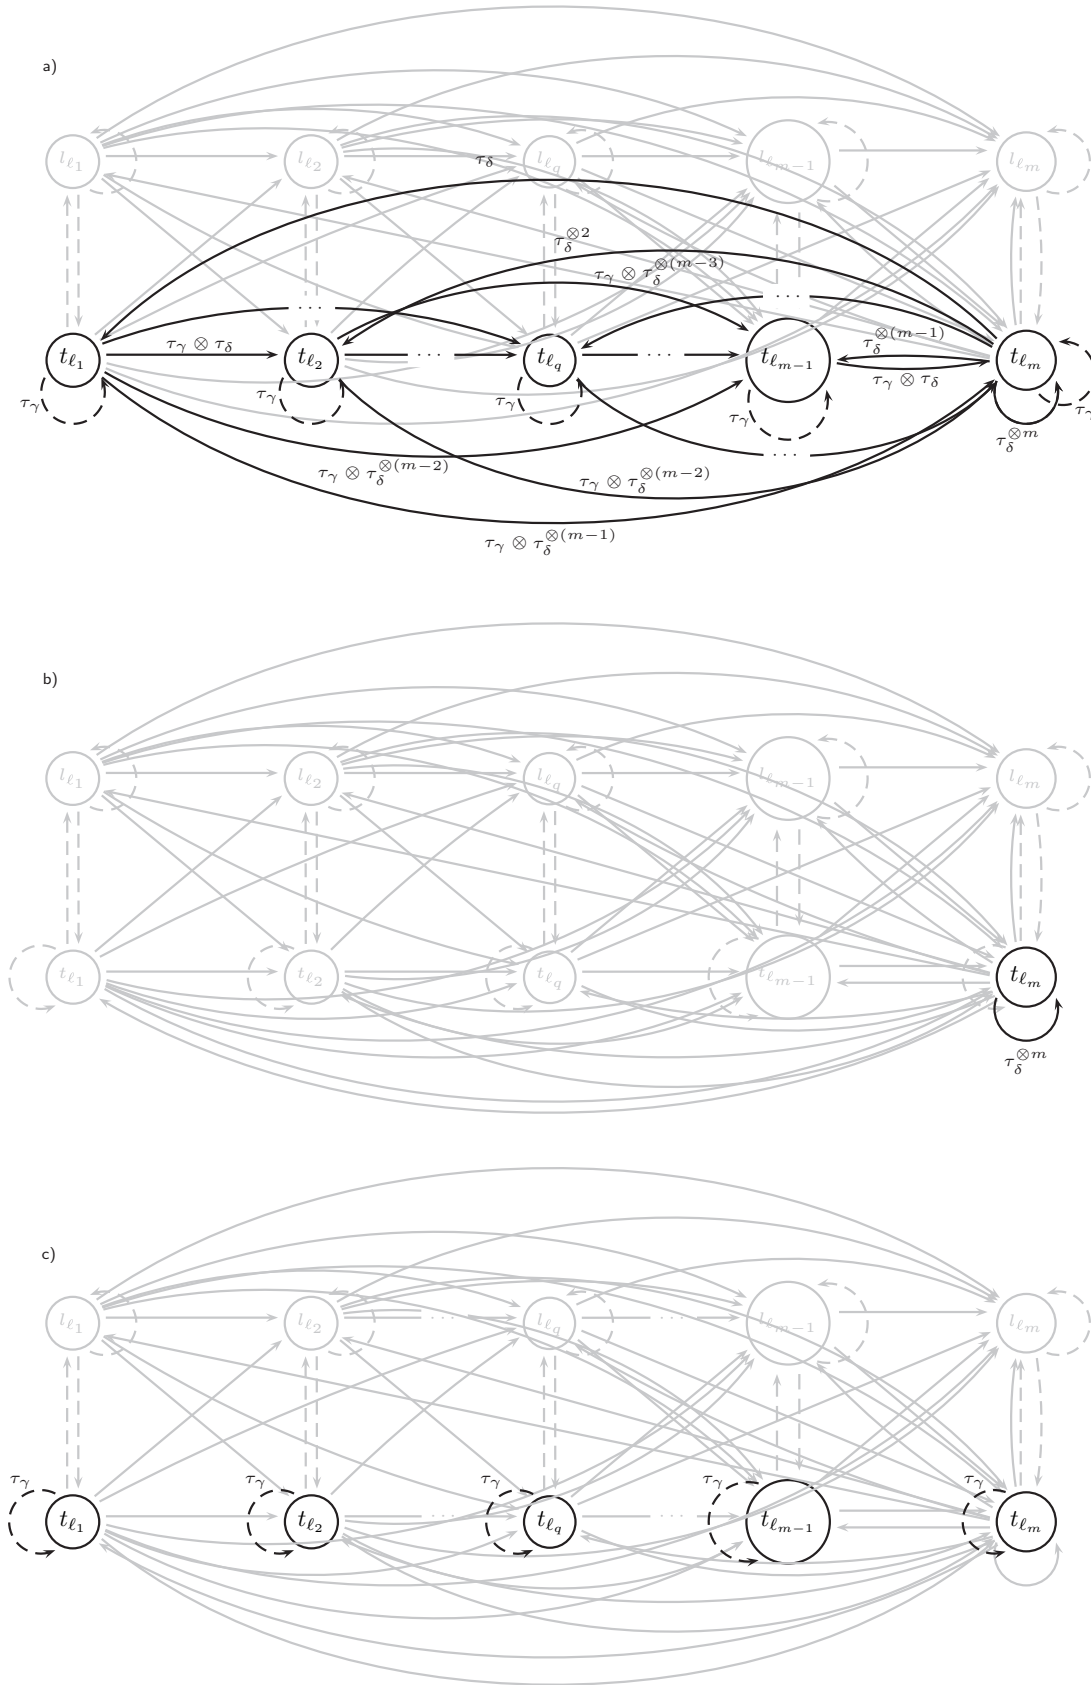 a)
l_{ℓ_1} l_{ℓ_2} l_{ℓ_q} l_{ℓ_{m−1}} l_{ℓ_m}
τ_δ
τ_δ^{⊗2}
τ_γ ⊗ τ_δ^{⊗(m−3)}
··· ···
τ_γ ⊗ τ_δ τ_δ^{⊗(m−1)}
t_{ℓ_1} t_{ℓ_2} ··· t_{ℓ_q} ··· t_{ℓ_{m−1}} t_{ℓ_m}
τ_γ ⊗ τ_δ
τ_γ τ_γ τ_γ τ_γ τ_γ
τ_δ^{⊗m}
···
τ_γ ⊗ τ_δ^{⊗(m−2)} τ_γ ⊗ τ_δ^{⊗(m−2)}
τ_γ ⊗ τ_δ^{⊗(m−1)}
b)
l_{ℓ_1} l_{ℓ_2} l_{ℓ_q} l_{ℓ_{m−1}} l_{ℓ_m}
t_{ℓ_1} t_{ℓ_2} t_{ℓ_q} t_{ℓ_{m−1}} t_{ℓ_m}
τ_δ^{⊗m}
c)
l_{ℓ_1} l_{ℓ_2} ··· l_{ℓ_q} ··· l_{ℓ_{m−1}} l_{ℓ_m}
τ_γ τ_γ τ_γ τ_γ τ_γ
t_{ℓ_1} t_{ℓ_2} ··· t_{ℓ_q} ··· t_{ℓ_{m−1}} t_{ℓ_m}